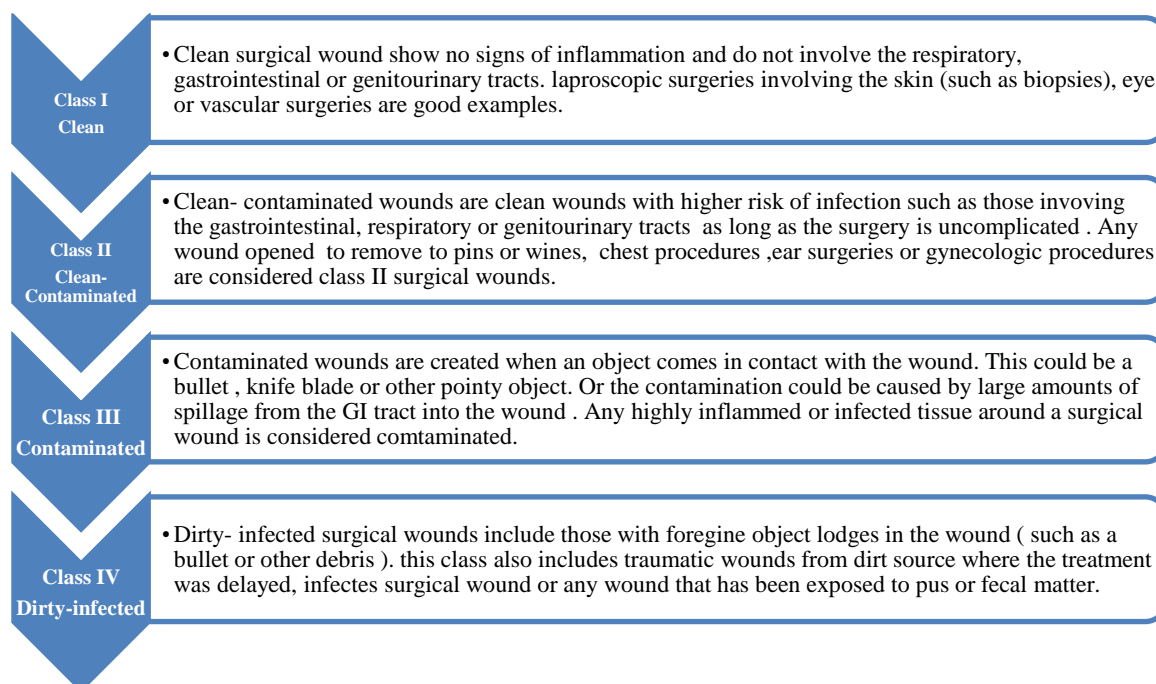 Class I
Clean
• Clean surgical wound show no signs of inflammation and do not involve the respiratory,
gastrointestinal or genitourinary tracts. laproscopic surgeries involving the skin (such as biopsies), eye
or vascular surgeries are good examples.
Class II
Clean-
Contaminated
• Clean- contaminated wounds are clean wounds with higher risk of infection such as those invoving
the gastrointestinal, respiratory or genitourinary tracts as long as the surgery is uncomplicated . Any
wound opened to remove to pins or wines, chest procedures ,ear surgeries or gynecologic procedures
are considered class II surgical wounds.
Class III
Contaminated
• Contaminated wounds are created when an object comes in contact with the wound. This could be a
bullet , knife blade or other pointy object. Or the contamination could be caused by large amounts of
spillage from the GI tract into the wound . Any highly inflammed or infected tissue around a surgical
wound is considered comtaminated.
Class IV
Dirty-infected
• Dirty- infected surgical wounds include those with foregine object lodges in the wound ( such as a
bullet or other debris ). this class also includes traumatic wounds from dirt source where the treatment
was delayed, infectes surgical wound or any wound that has been exposed to pus or fecal matter.